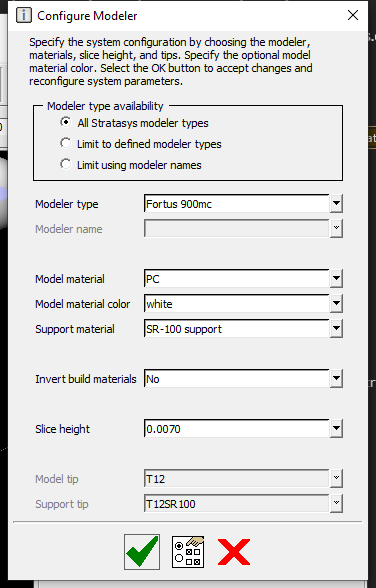 Configure Modeler
Specify the system configuration by choosing the modeler,
materials, slice height, and tips. Specify the optional model
material color. Select the OK button to accept changes and
reconfigure system parameters.
Modeler type availability
All Stratasys modeler types
Limit to defined modeler types
Limit using modeler names
Modeler type Fortus 900mc
Modeler name
Model material PC
Model material color white
Support material SR-100 support
Invert build materials No
Slice height 0.0070
Model tip T12
Support tip T12SR100